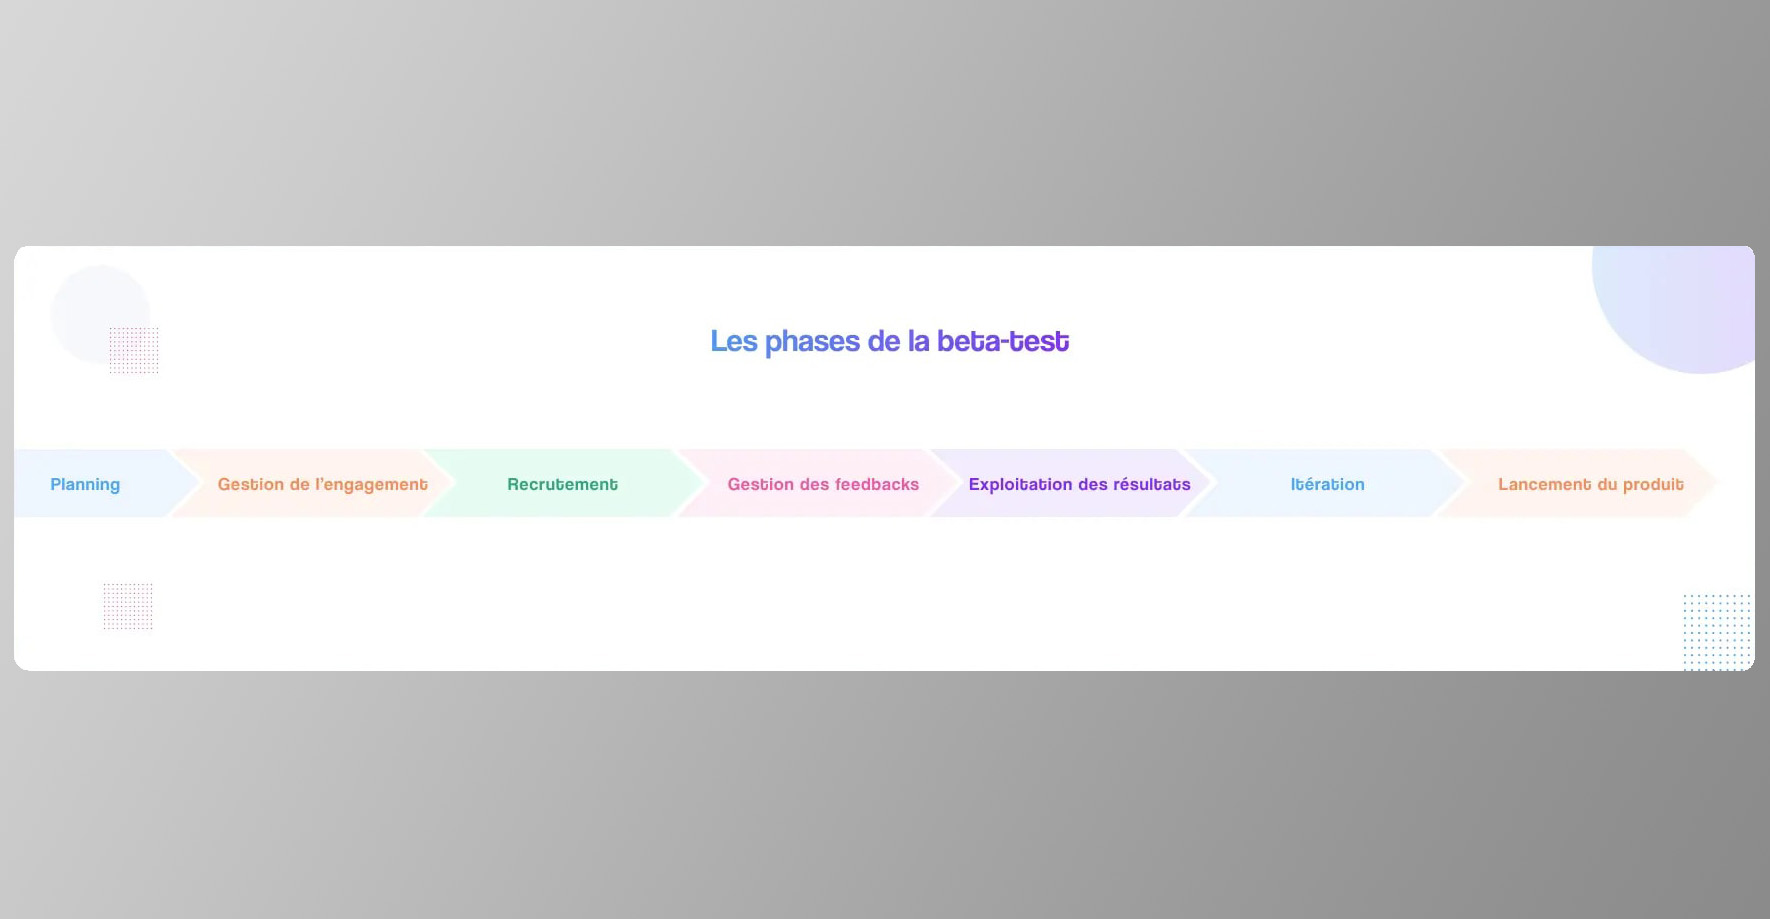 Les phases de la beta-test
Planning
Gestion de l'engagement
Recrutement
Gestion des feedbacks
Exploitation des résultats
Itération
Lancement du produit